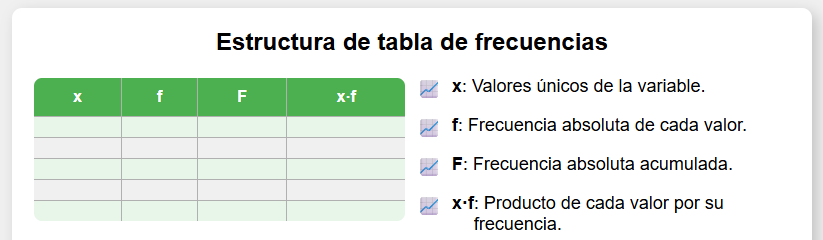 Estructura de tabla de frecuencias
x f F x·f
x: Valores únicos de la variable.
f: Frecuencia absoluta de cada valor.
F: Frecuencia absoluta acumulada.
x·f: Producto de cada valor por su
frecuencia.